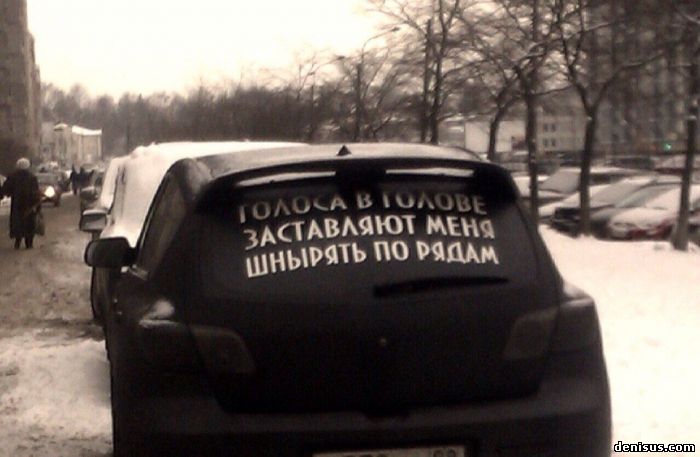 ГОЛОСА В ГОЛОВЕ
ЗАСТАВЛЯЮТ МЕНЯ
ШНЫРЯТЬ ПО РЯДАМ
denisus.com